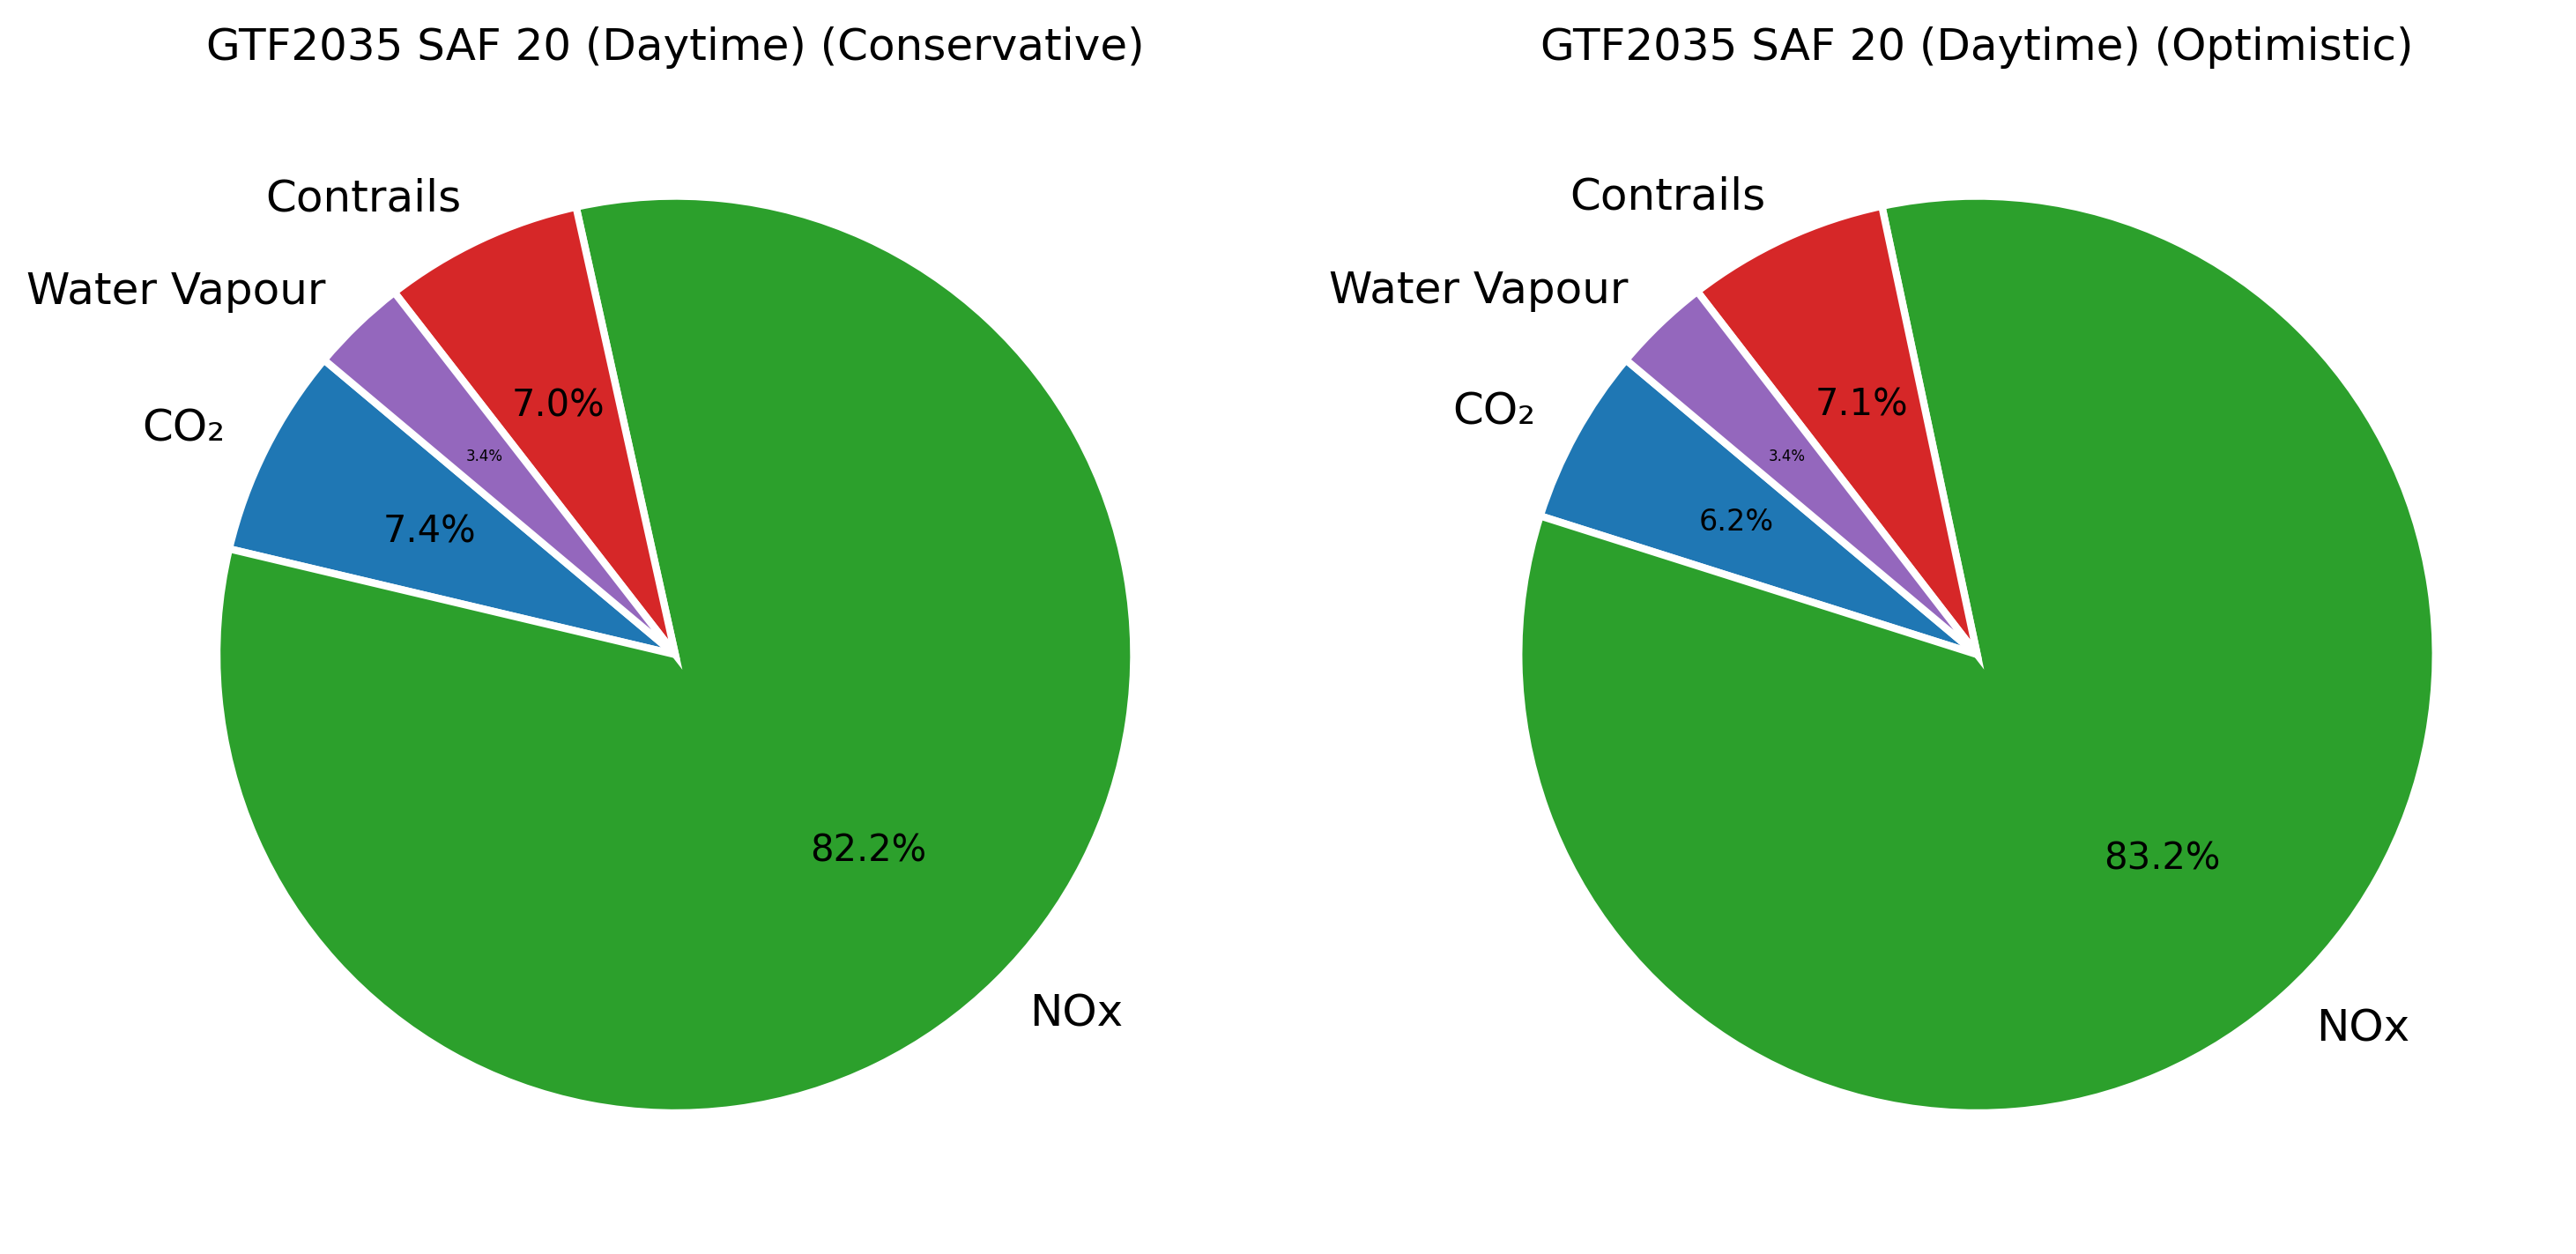 GTF2035 SAF 20 (Daytime) (Conservative)
Contrails
Water Vapour
CO₂
7.0%
3.4%
7.4%
82.2%
NOx
GTF2035 SAF 20 (Daytime) (Optimistic)
Contrails
Water Vapour
CO₂
7.1%
3.4%
6.2%
83.2%
NOx